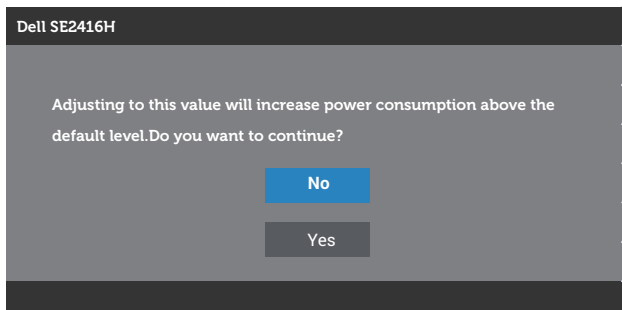 Dell SE2416H
Adjusting to this value will increase power consumption above the
default level.Do you want to continue?
No
Yes